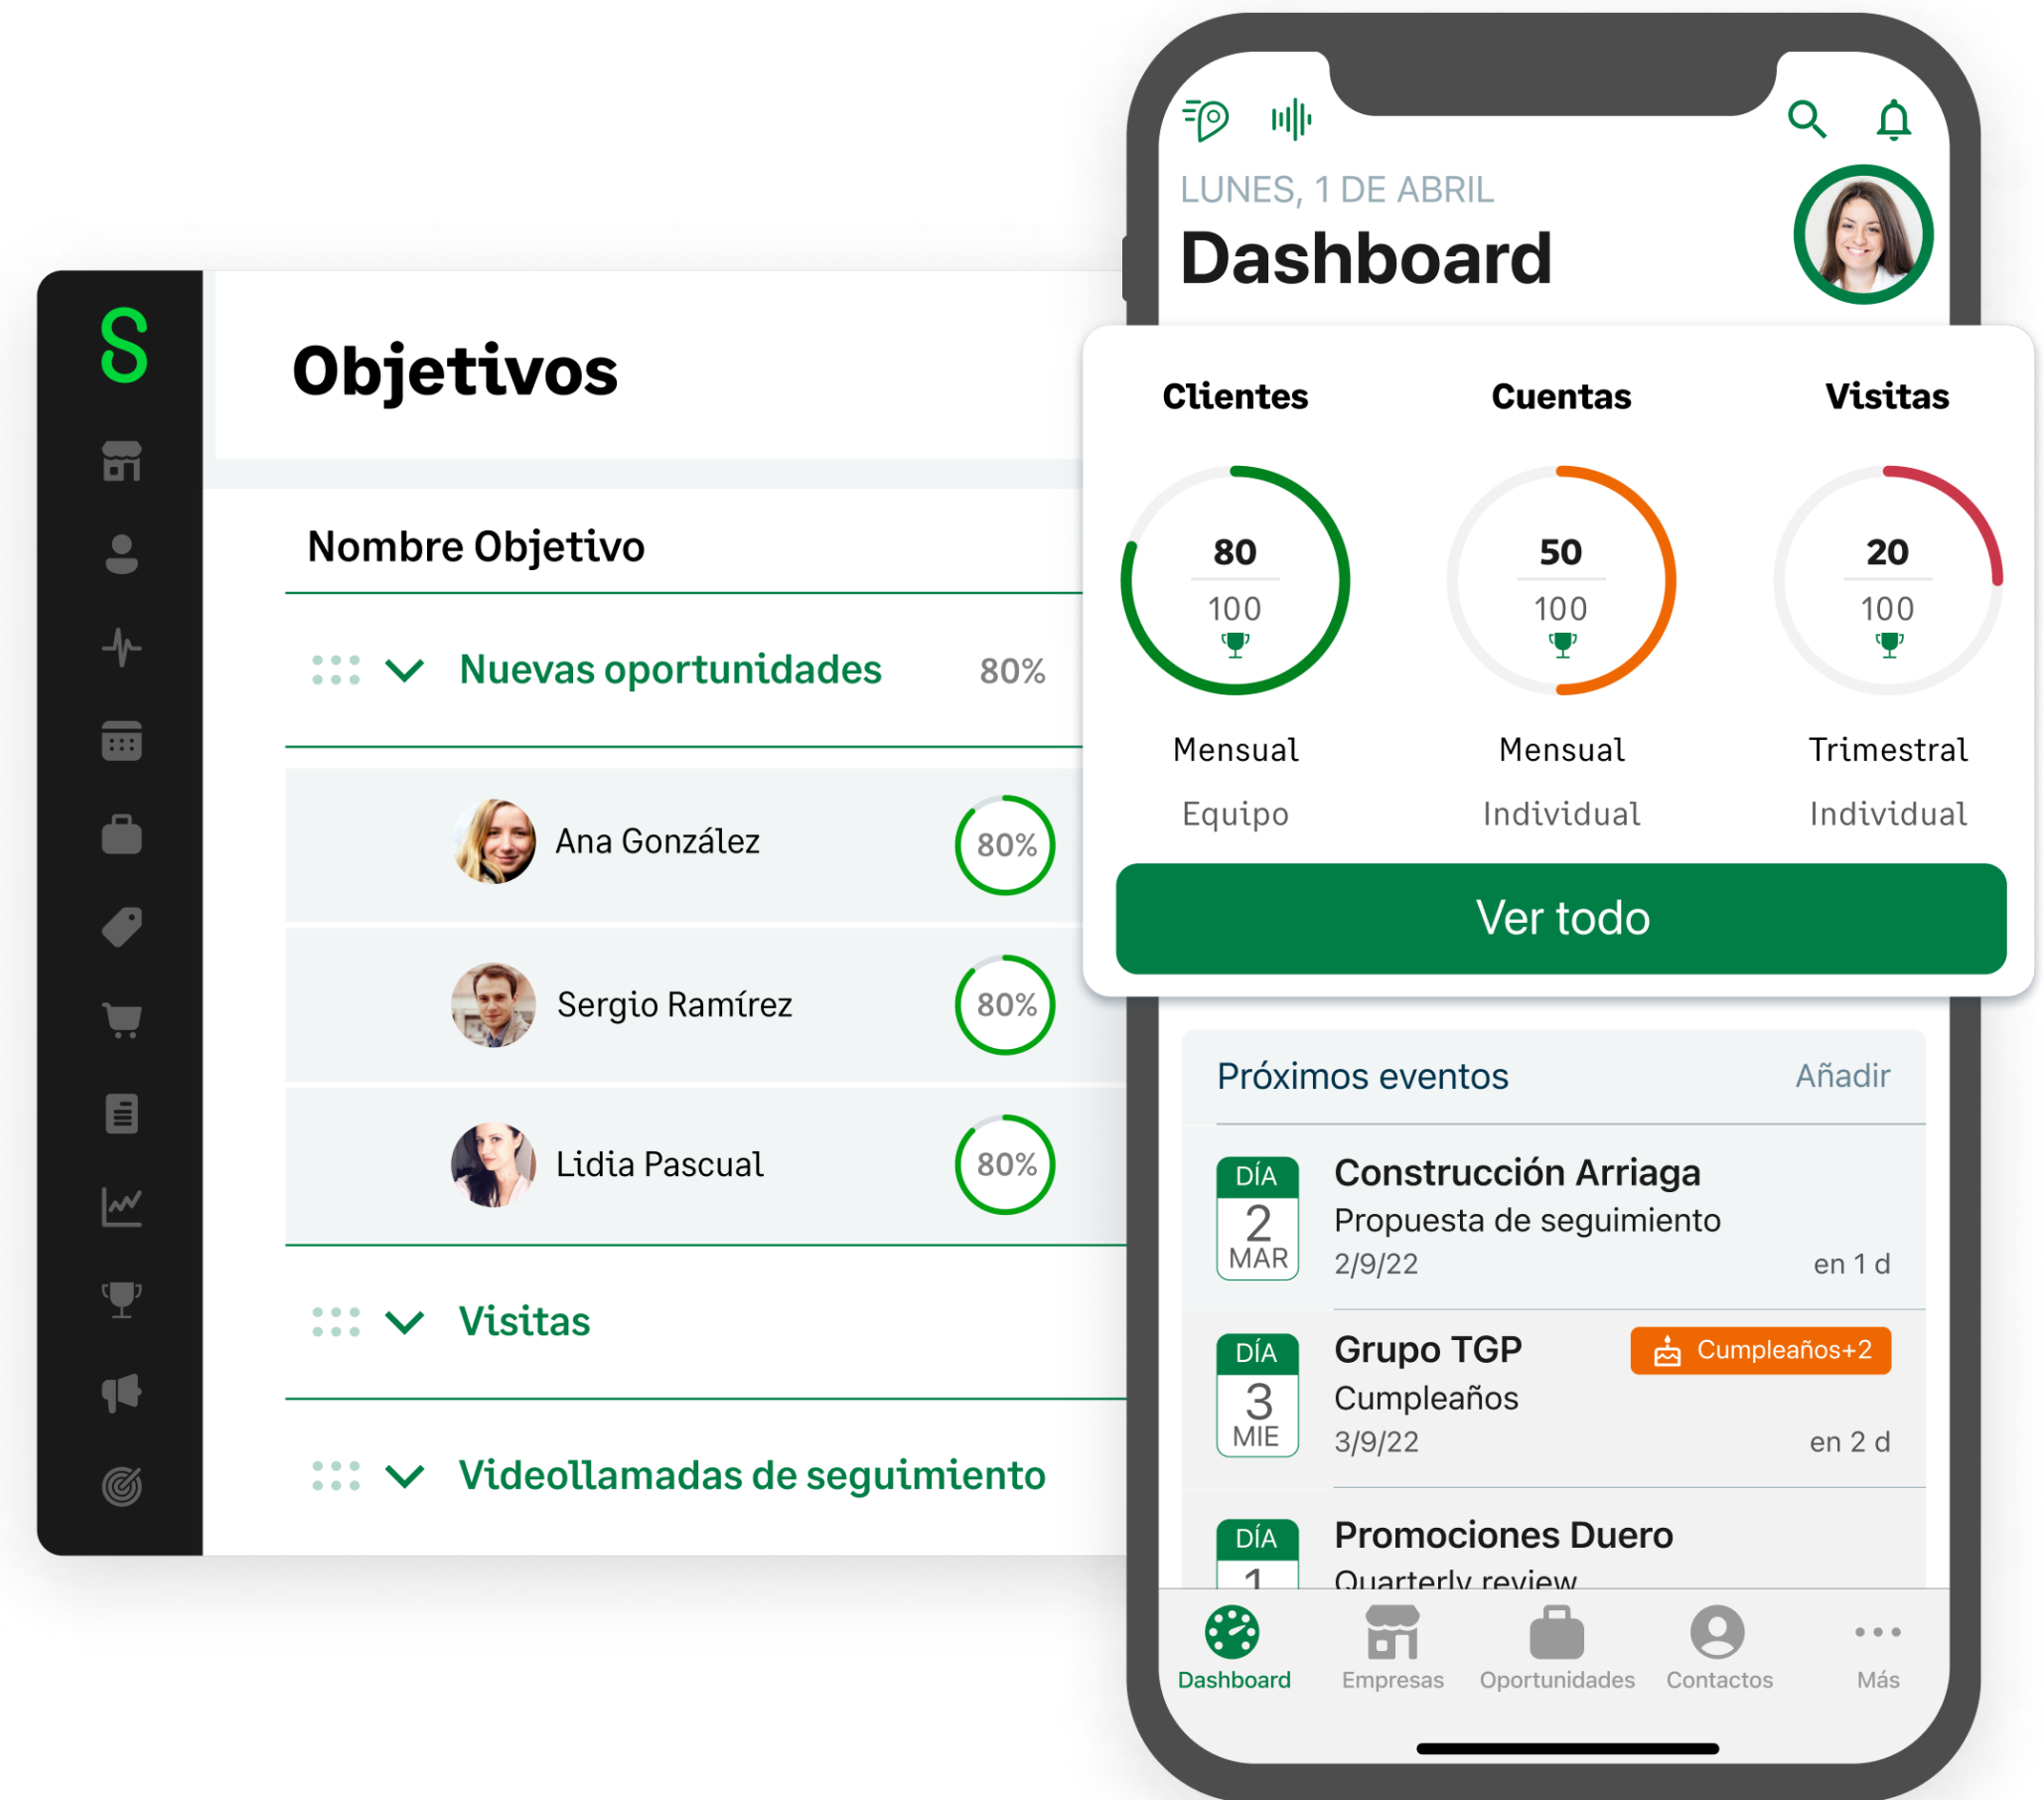 Objetivos
Nombre Objetivo
Nuevas oportunidades 80%
Ana González 80%
Sergio Ramírez 80%
Lidia Pascual 80%
Visitas
Videollamadas de seguimiento
LUNES, 1 DE ABRIL
Dashboard
Clientes Cuentas Visitas
80 50 20
100 100 100
Mensual Mensual Trimestral
Equipo Individual Individual
Ver todo
Próximos eventos Añadir
DÍA
2
MAR
Construcción Arriaga
Propuesta de seguimiento
2/9/22 en 1 d
DÍA
3
MIE
Grupo TGP Cumpleaños+2
Cumpleaños
3/9/22 en 2 d
DÍA
1
Promociones Duero
Quarterly review
Dashboard Empresas Oportunidades Contactos Más